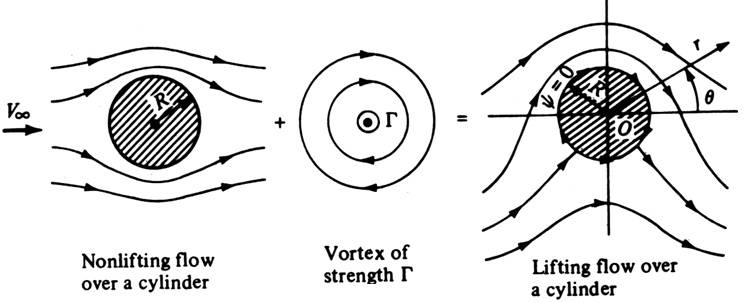 V∞
R
+
Γ
=
ψ = 0
R
r
θ
O
Nonlifting flow
over a cylinder
Vortex of
strength Γ
Lifting flow over
a cylinder